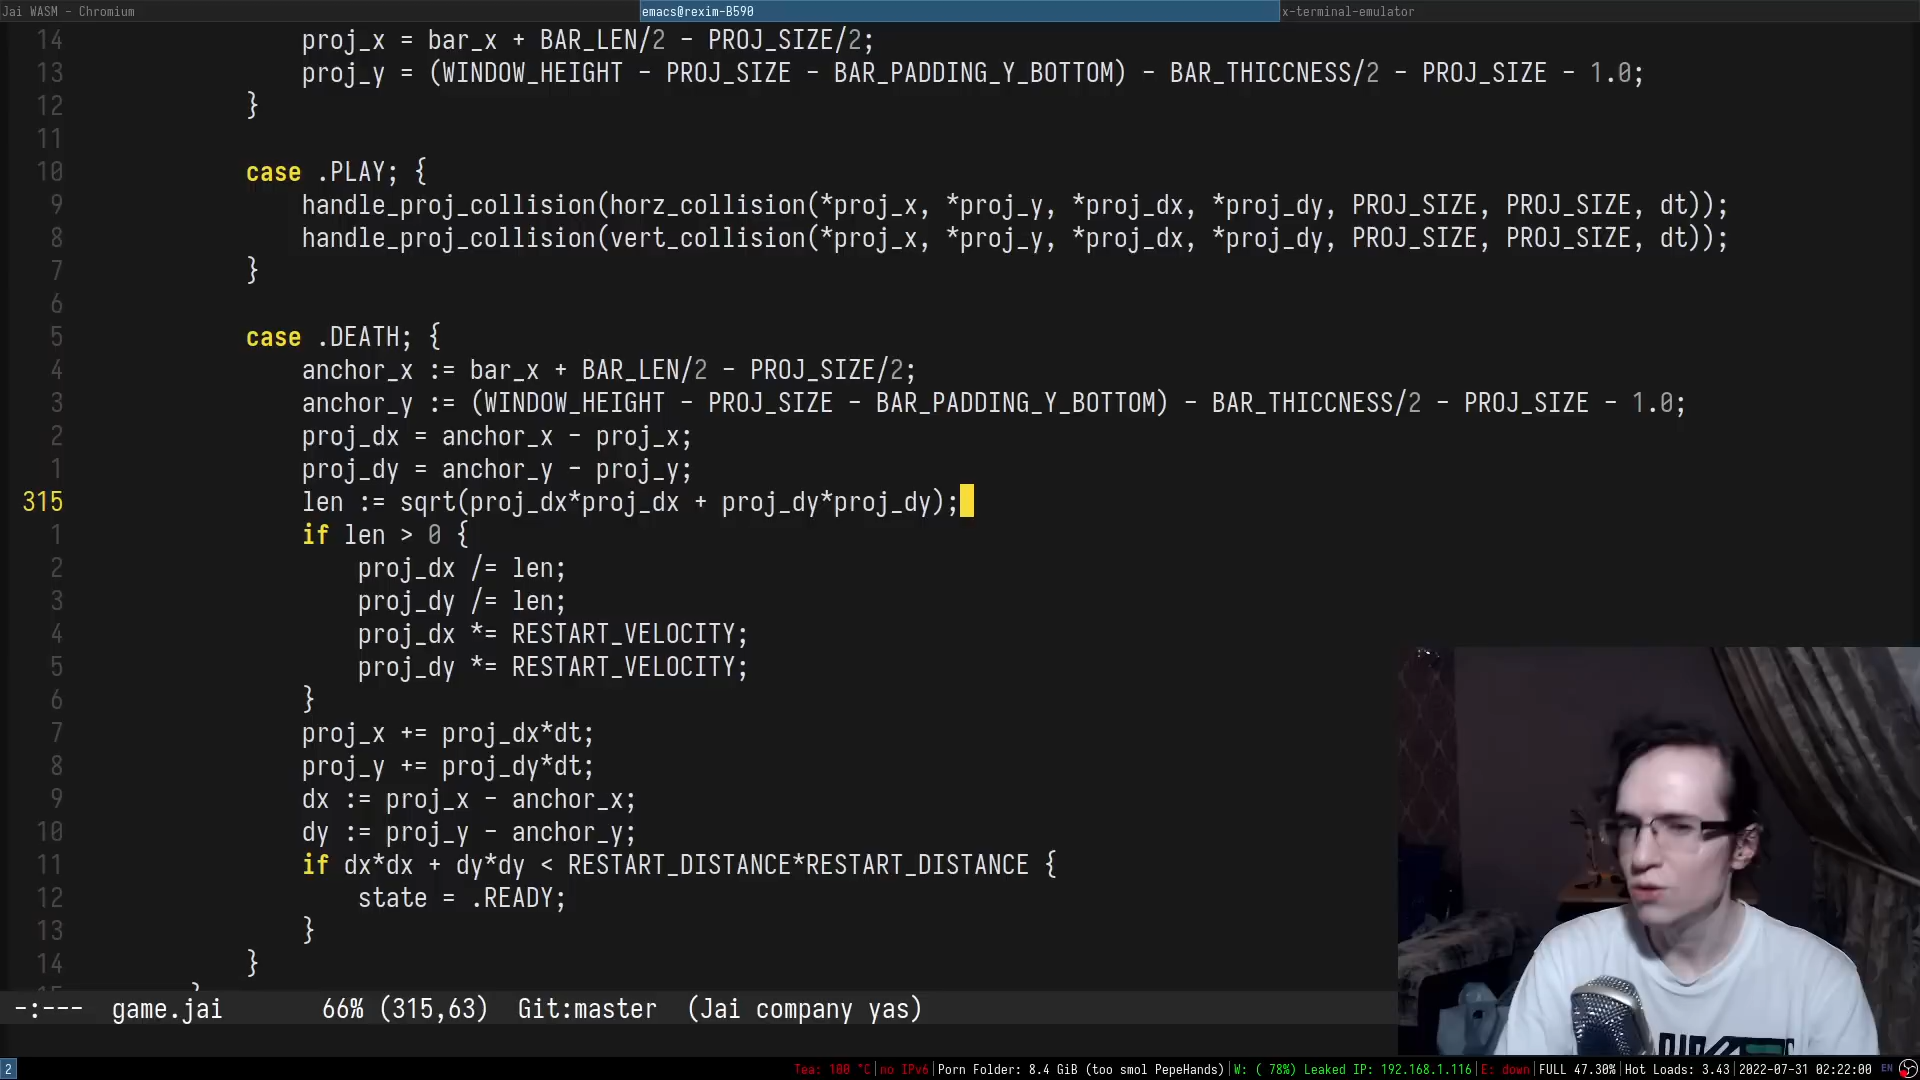 Jai WASM - Chromium emacs@rexim-B590 x-terminal-emulator
14 proj_x = bar_x + BAR_LEN/2 - PROJ_SIZE/2;
13 proj_y = (WINDOW_HEIGHT - PROJ_SIZE - BAR_PADDING_Y_BOTTOM) - BAR_THICCNESS/2 - PROJ_SIZE - 1.0;
12 }
11
10 case .PLAY; {
9 handle_proj_collision(horz_collision(*proj_x, *proj_y, *proj_dx, *proj_dy, PROJ_SIZE, PROJ_SIZE, dt));
8 handle_proj_collision(vert_collision(*proj_x, *proj_y, *proj_dx, *proj_dy, PROJ_SIZE, PROJ_SIZE, dt));
7 }
6
5 case .DEATH; {
4 anchor_x := bar_x + BAR_LEN/2 - PROJ_SIZE/2;
3 anchor_y := (WINDOW_HEIGHT - PROJ_SIZE - BAR_PADDING_Y_BOTTOM) - BAR_THICCNESS/2 - PROJ_SIZE - 1.0;
2 proj_dx = anchor_x - proj_x;
1 proj_dy = anchor_y - proj_y;
315 len := sqrt(proj_dx*proj_dx + proj_dy*proj_dy);
1 if len > 0 {
2 proj_dx /= len;
3 proj_dy /= len;
4 proj_dx *= RESTART_VELOCITY;
5 proj_dy *= RESTART_VELOCITY;
6 }
7 proj_x += proj_dx*dt;
8 proj_y += proj_dy*dt;
9 dx := proj_x - anchor_x;
10 dy := proj_y - anchor_y;
11 if dx*dx + dy*dy < RESTART_DISTANCE*RESTART_DISTANCE {
12 state = .READY;
13 }
14 }
-:--- game.jai 66% (315,63) Git:master (Jai company yas)
2 Tea: 100 °C|no IPv6|Porn Folder: 8.4 GiB (too smol PepeHands)|W: ( 78%) Leaked IP: 192.168.1.116|E: down|FULL 47.30%|Hot Loads: 3.43|2022-07-31 02:22:00 EN